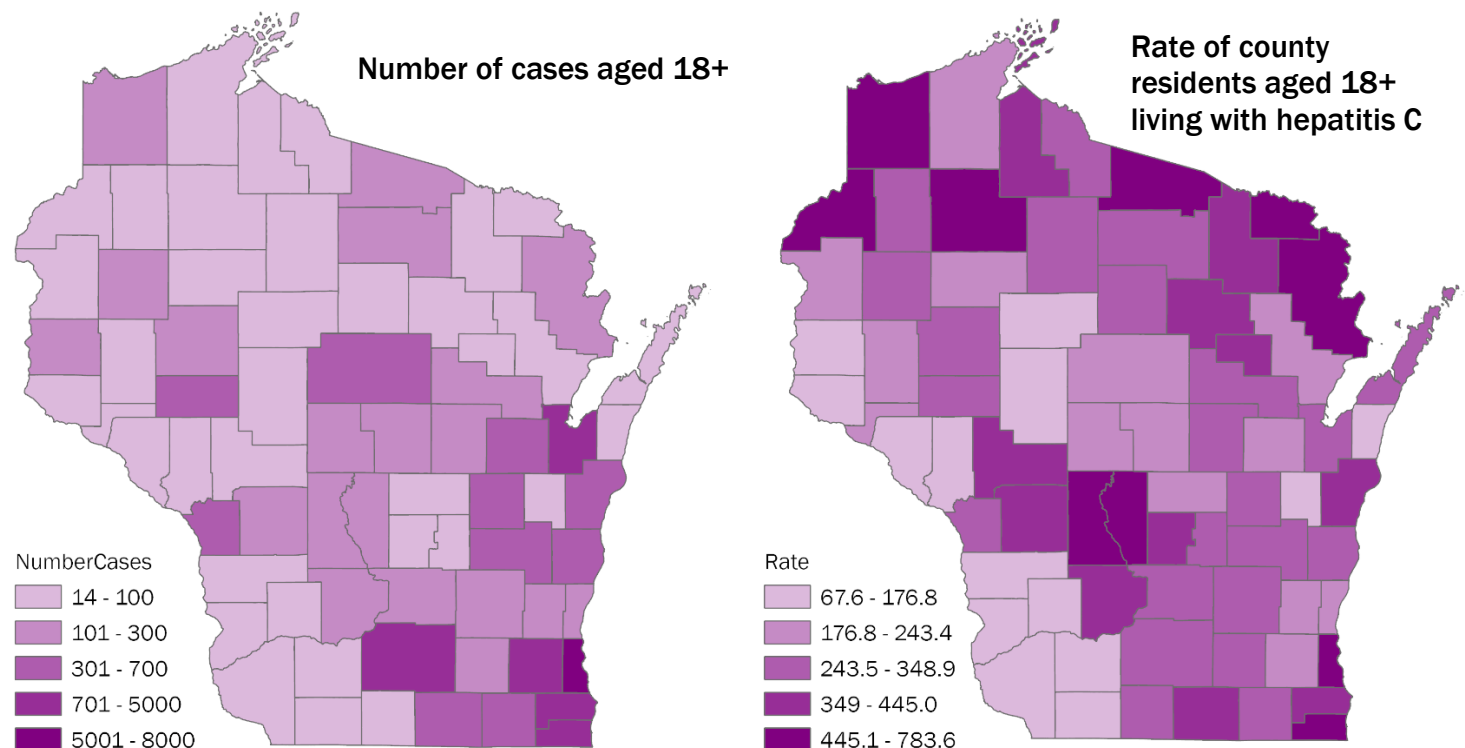 Number of cases aged 18+
NumberCases
14 - 100
101 - 300
301 - 700
701 - 5000
5001 - 8000
Rate of county
residents aged 18+
living with hepatitis C
Rate
67.6 - 176.8
176.8 - 243.4
243.5 - 348.9
349 - 445.0
445.1 - 783.6